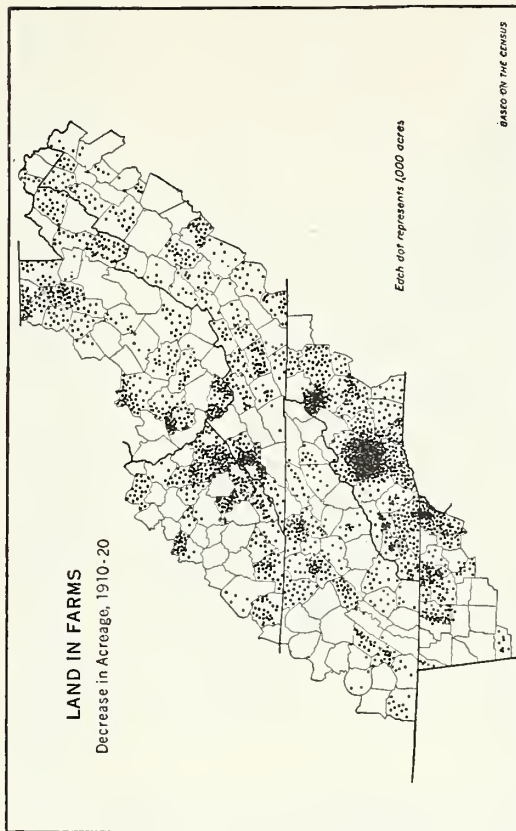 LAND IN FARMS
Decrease in Acreage, 1910-20
Each dot represents 1,000 acres
BASED ON THE CENSUS